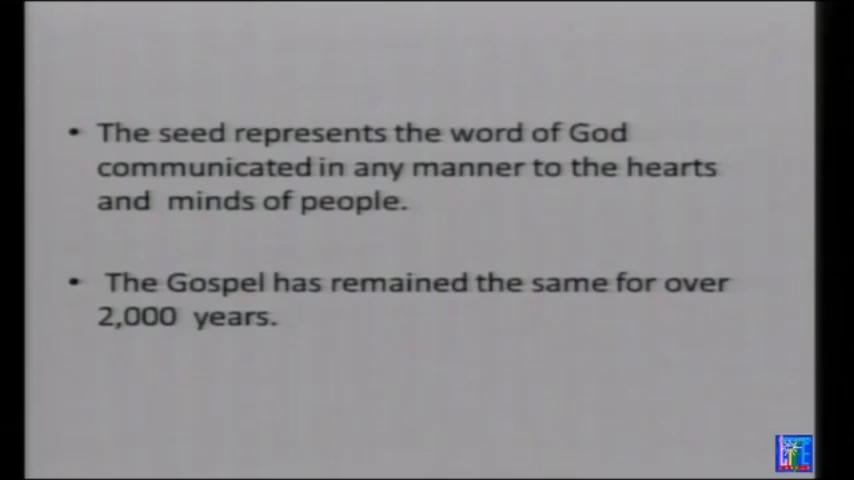 • The seed represents the word of God
communicated in any manner to the hearts
and minds of people.
• The Gospel has remained the same for over
2,000 years.